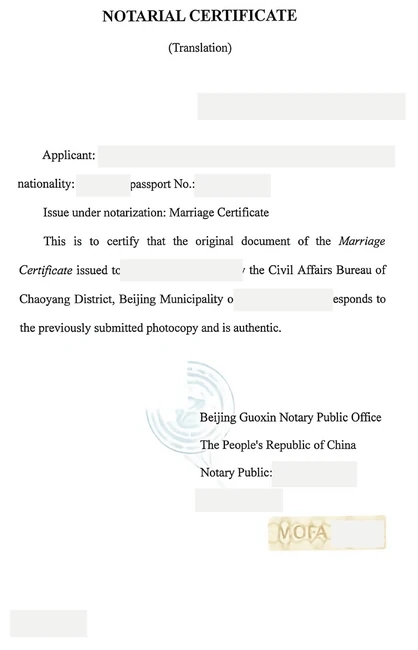 NOTARIAL CERTIFICATE
(Translation)
Applicant:
nationality: passport No.:
Issue under notarization: Marriage Certificate
This is to certify that the original document of the Marriage
Certificate issued to the Civil Affairs Bureau of
Chaoyang District, Beijing Municipality esponds to
the previously submitted photocopy and is authentic.
Beijing Guoxin Notary Public Office
The People's Republic of China
Notary Public:
MOFA